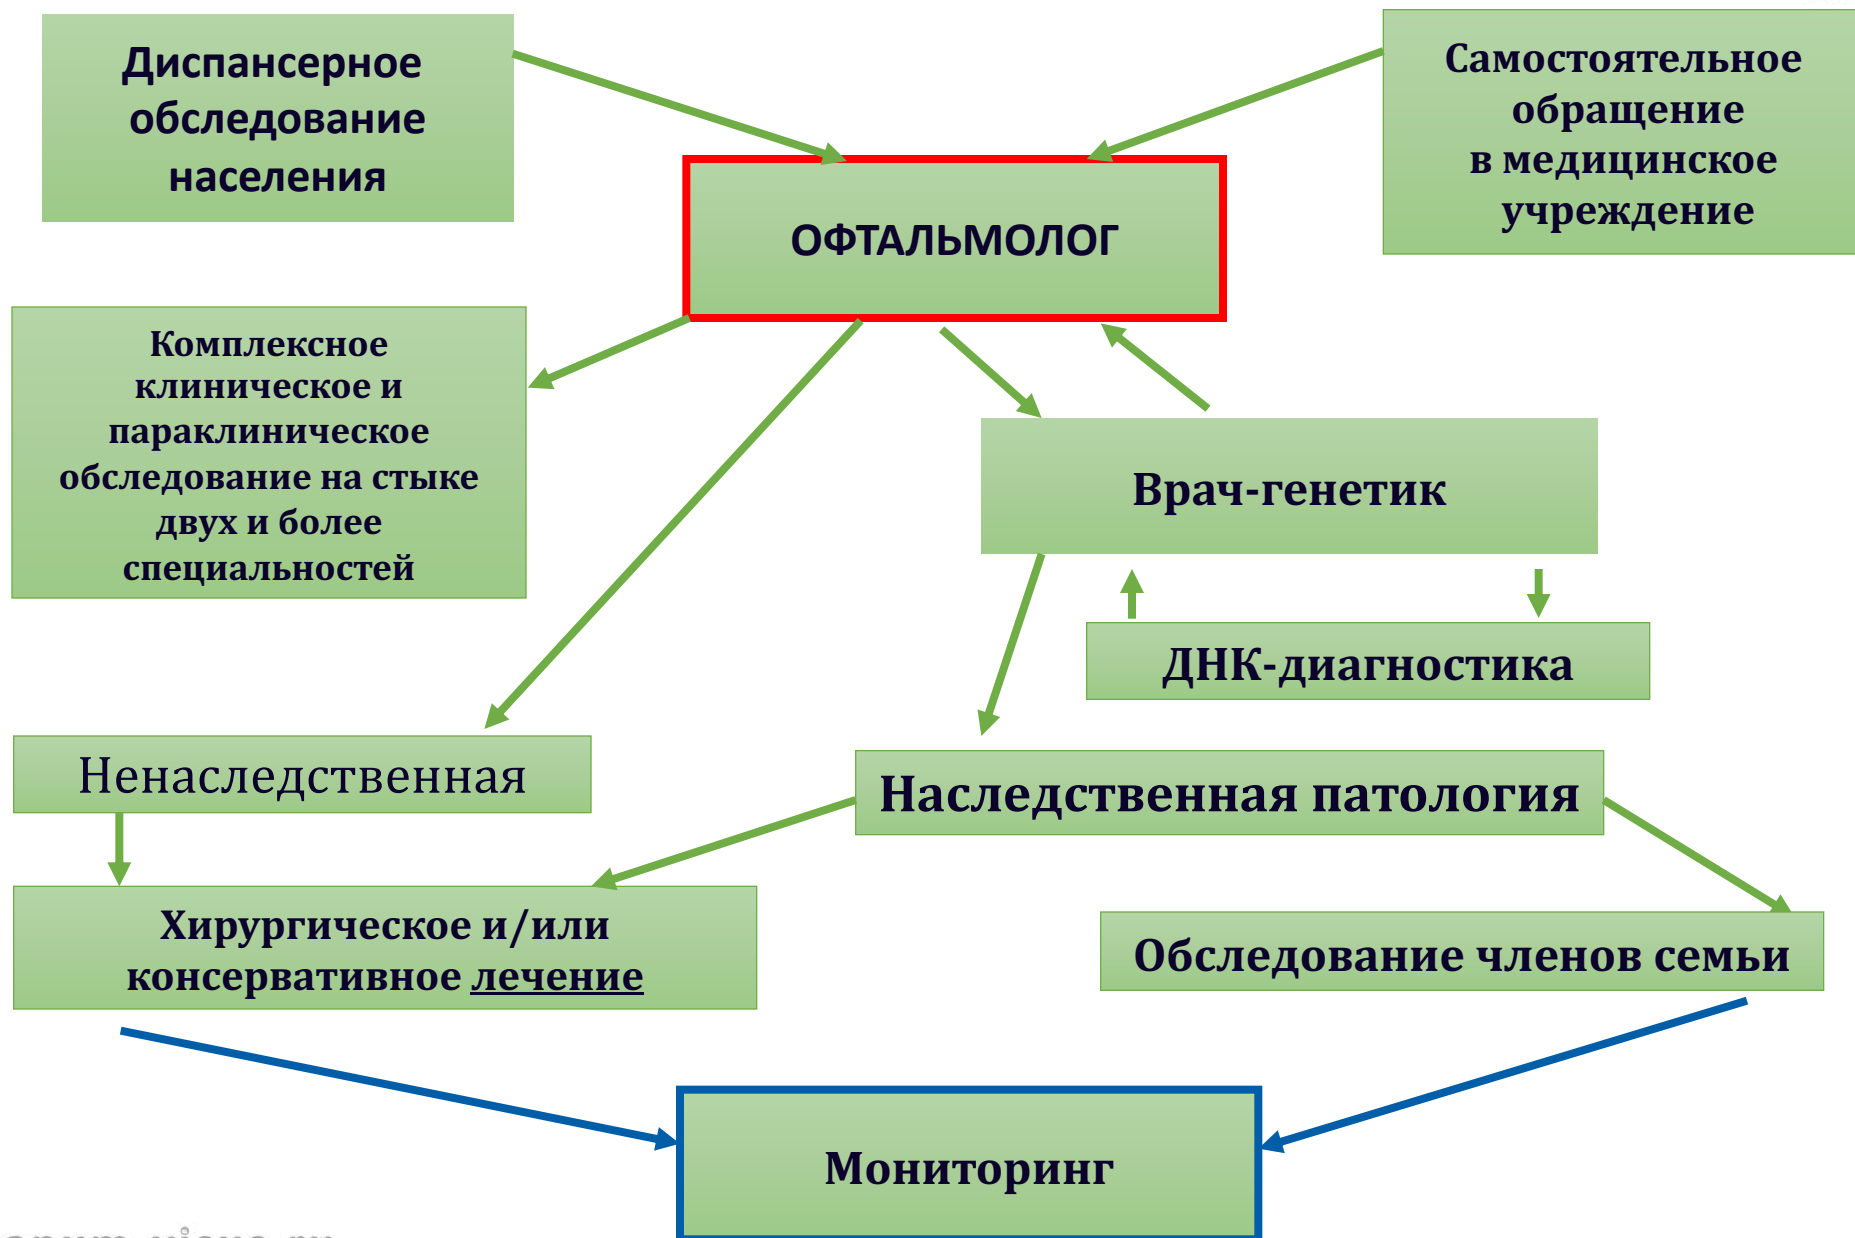 Диспансерное
обследование
населения
Самостоятельное
обращение
в медицинское
учреждение
ОФТАЛЬМОЛОГ
Комплексное
клиническое и
параклиническое
обследование на стыке
двух и более
специальностей
Врач-генетик
ДНК-диагностика
Ненаследственная
Наследственная патология
Хирургическое и/или
консервативное лечение
Обследование членов семьи
Мониторинг